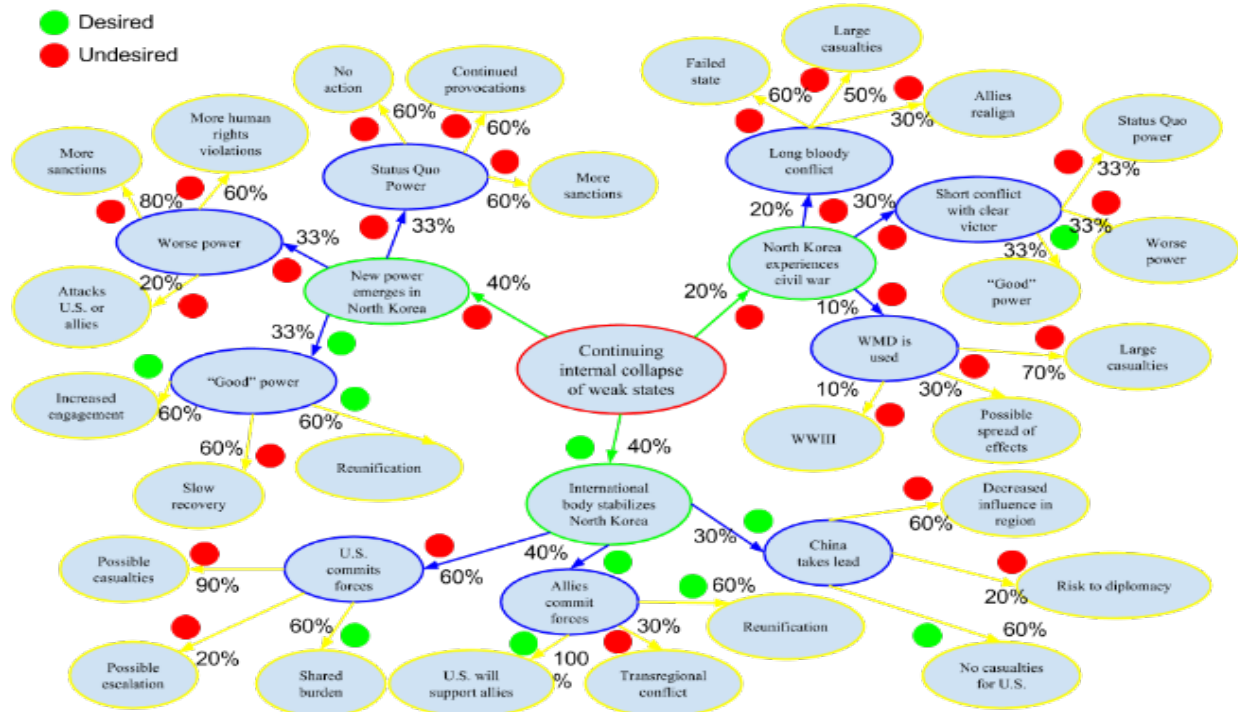 Desired
Undesired
No
action
60%
Continued
provocations
60%
More human
rights
violations
60%
More
sanctions
80%
Status Quo
Power
More
sanctions
60%
33%
Worse power
33%
20%
Attacks
U.S. or
allies
New power
emerges in
North Korea
40%
33%
"Good" power
Increased
engagement
60%
60%
Reunification
60%
Slow
recovery
Continuing
internal collapse
of weak states
Large
casualties
Failed
state
60%
50%
Allies
realign
30%
Long bloody
conflict
20%
Status Quo
power
33%
Short conflict
with clear
victor
30%
33%
Worse
power
33%
"Good"
power
North Korea
experiences
civil war
20%
10%
WMD is
used
Large
casualties
70%
10%
30%
WWIII
Possible
spread of
effects
40%
International
body stabilizes
North Korea
Decreased
influence in
region
60%
30%
China
takes lead
40%
60%
U.S.
commits
forces
Possible
casualties
90%
Allies
commit
forces
60%
Reunification
20%
Risk to diplomacy
60%
30%
60%
Possible
escalation
20%
Shared
burden
U.S. will
support allies
100
%
Transregional
conflict
No casualties
for U.S.